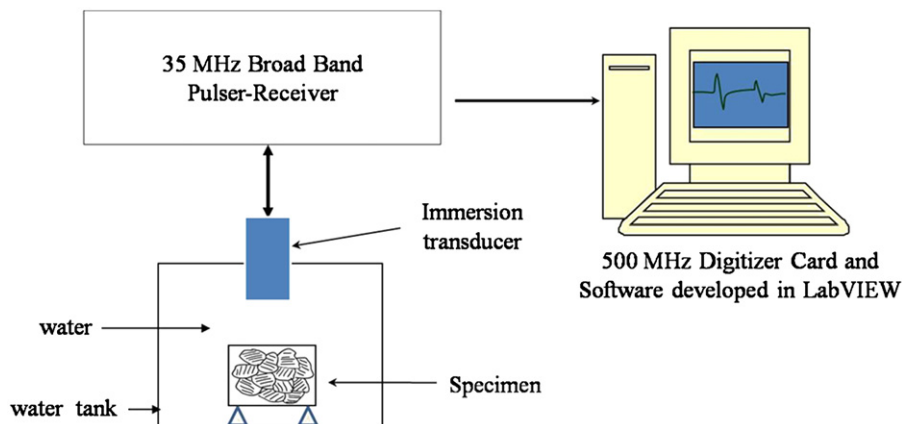 35 MHz Broad Band
Pulser-Receiver
Immersion
transducer
500 MHz Digitizer Card and
Software developed in LabVIEW
water
Specimen
water tank